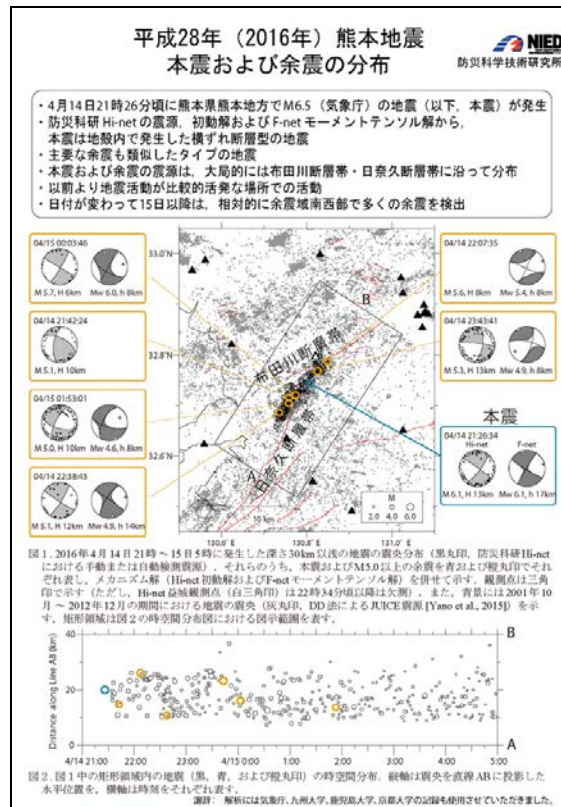 平成28年（2016年）熊本地震
本震および余震の分布
NIED
防災科学技術研究所
・4月14日21時26分頃に熊本県熊本地方でM6.5（気象庁）の地震（以下，本震）が発生
・防災科研Hi-netの震源，初動解およびF-netモーメントテンソル解から，
本震は地殻内で発生した横ずれ断層型の地震
・主要な余震も類似したタイプの地震
・本震および余震の震源は，大局的には布田川断層帯・日奈久断層帯に沿って分布
・以前より地震活動が比較的活発な場所での活動
・日付が変わって15日以降は，相対的に余震域南西部で多くの余震を検出
04/15 00:03:46
M 5.7, H 6km Mw 6.0, h 8km
04/14 21:42:24
M 5.1, H 10km
04/15 01:53:01
M 5.0, H 10km Mw 4.6, h 8km
04/14 22:38:43
M 5.1, H 12km Mw 4.9, h 14km
33.0˚N
32.8˚N
32.6˚N
B
布田川断層帯
日奈久断層帯
A
10 km
M
2.0 4.0 6.0
130.6˚E
130.8˚E
131.0˚E
04/14 22:07:35
M 5.6, H 8km Mw 5.4, h 8km
04/14 23:43:41
M 5.3, H 13km Mw 4.9, h 8km
本震
04/14 21:26:34
Hi-net F-net
M 6.1, H 13km Mw 6.1, h 17km
図1．2016年4月14日21時～15日5時に発生した深さ30km以浅の地震の震央分布（黒丸印，防災科研Hi-net
における手動または自動検測震源）．それらのうち，本震およびM5.0以上の余震を青および橙丸印でそれ
ぞれ表し，メカニズム解（Hi-net初動解およびF-netモーメントテンソル解）を併せて示す．観測点は三角
印で示す（ただし，Hi-net益城観測点（白三角印）は22時34分頃以降は欠測）．また，背景には2001年10月
～2012年12月の期間における地震の震央（灰丸印，DD法によるJUICE震源 [Yano et al., 2015]）を示
す．矩形領域は図2の時空間分布図における図示範囲を表す．
Distance along Line AB (km)
40
20
0
B
A
4/14 21:00 22:00 23:00 4/15 0:00 1:00 2:00 3:00 4:00 5:00
図2．図1中の矩形領域内の地震（黒，青，および橙丸印）の時空間分布．縦軸は震央を直線ABに投影した
水平位置を，横軸は時刻をそれぞれ表す．
謝辞： 解析には気象庁、九州大学、鹿児島大学、京都大学の記録も使用させていただきました。